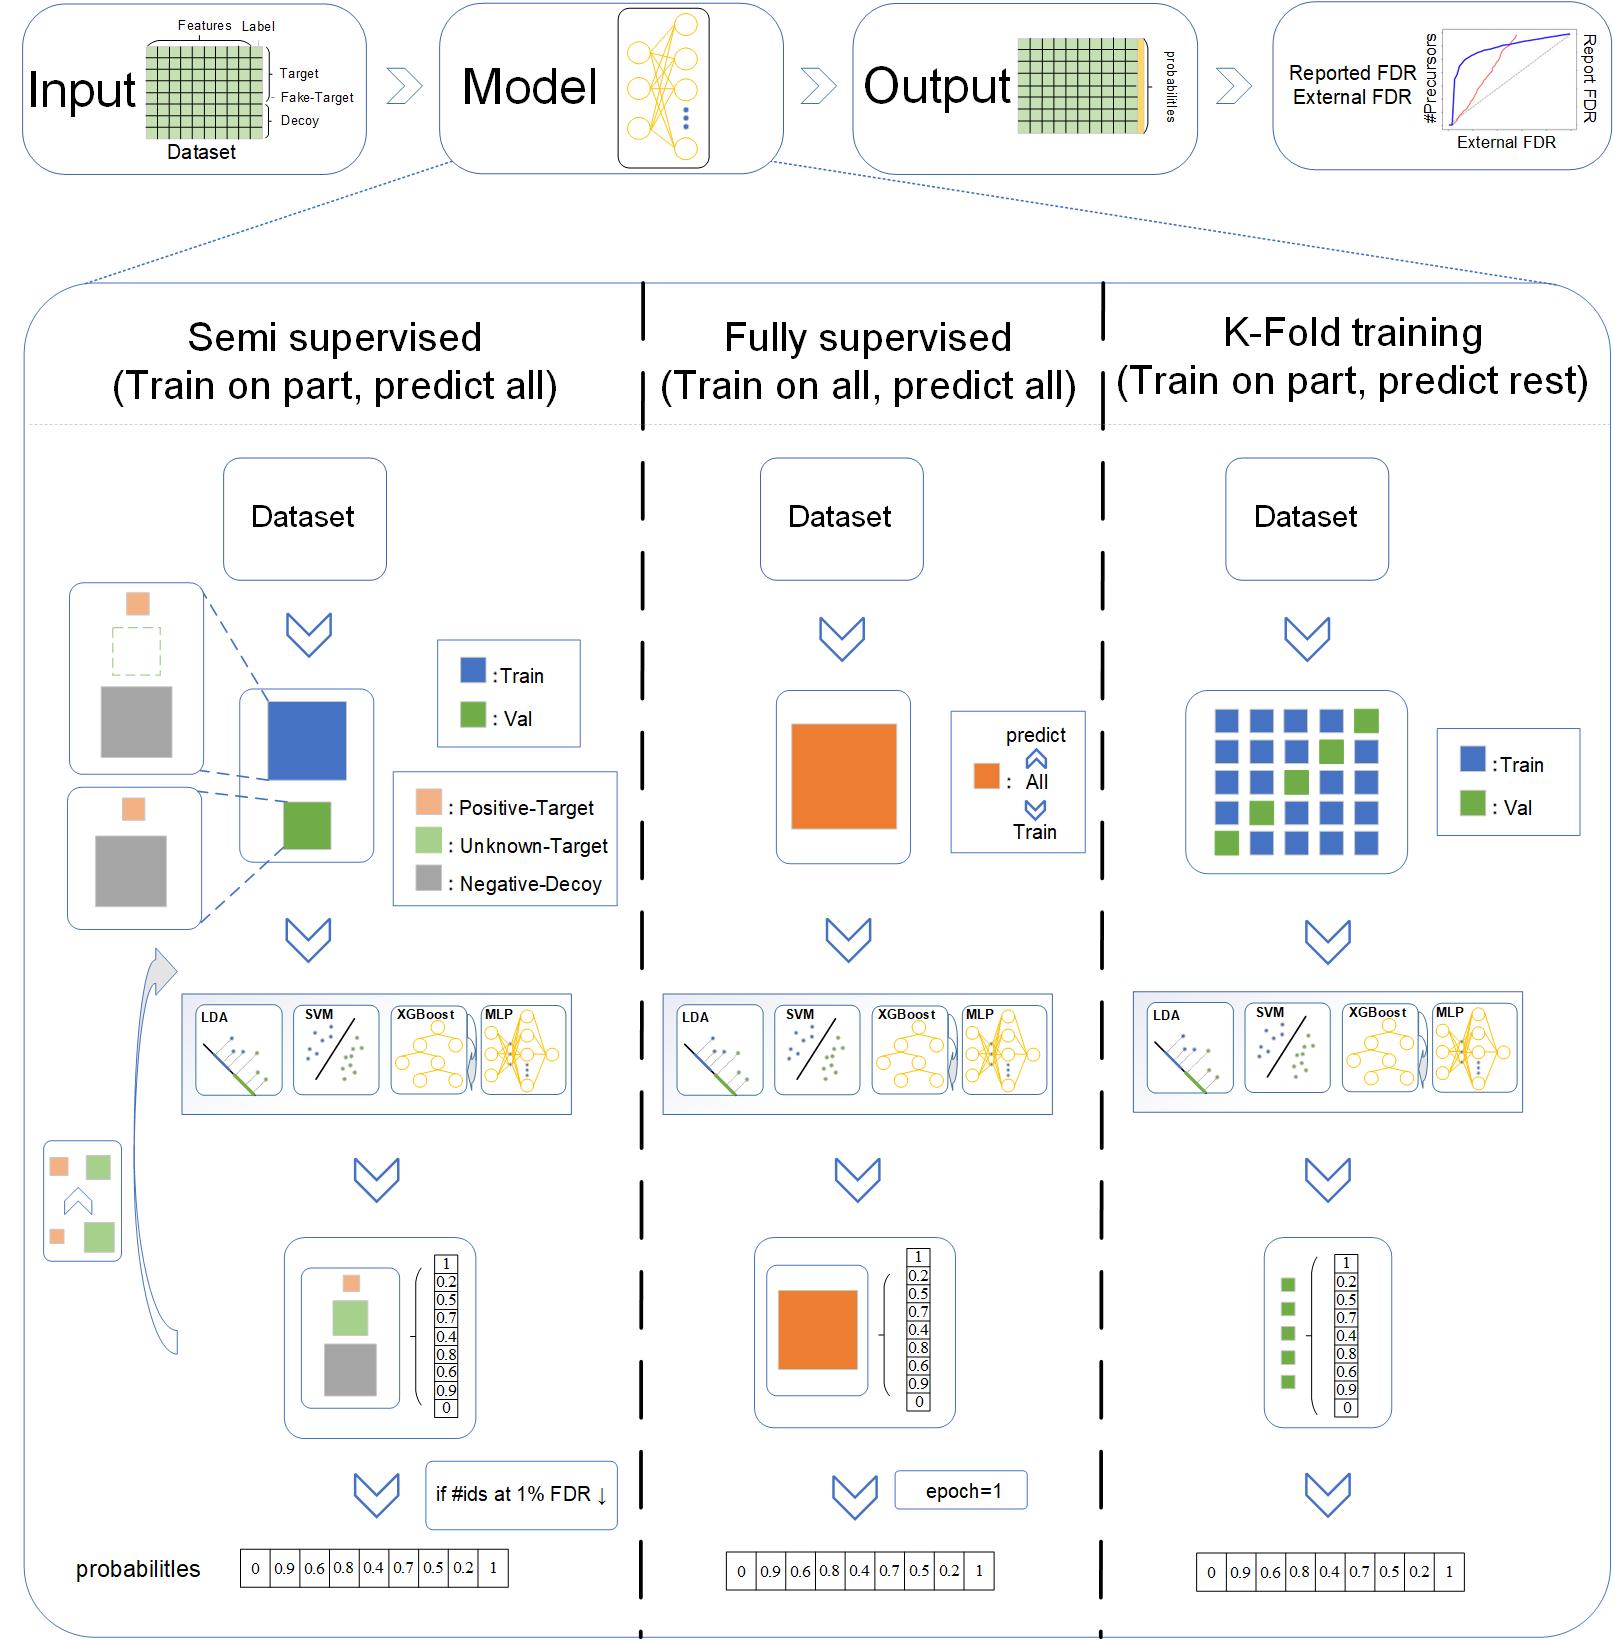 Features Label
Input
Target
Fake-Target
Decoy
Dataset
Model
Output
probabilitles
Reported FDR
External FDR
#Precursors
Report FDR
External FDR
Semi supervised
(Train on part, predict all)
Fully supervised
(Train on all, predict all)
K-Fold training
(Train on part, predict rest)
Dataset
:Train
: Val
: Positive-Target
: Unknown-Target
: Negative-Decoy
LDA
SVM
XGBoost
MLP
1
0.2
0.5
0.7
0.4
0.8
0.6
0.9
0
if #ids at 1% FDR ↓
probabilitles
0 0.9 0.6 0.8 0.4 0.7 0.5 0.2 1
Dataset
predict
: All
Train
LDA
SVM
XGBoost
MLP
1
0.2
0.5
0.7
0.4
0.8
0.6
0.9
0
epoch=1
0 0.9 0.6 0.8 0.4 0.7 0.5 0.2 1
Dataset
:Train
: Val
LDA
SVM
XGBoost
MLP
1
0.2
0.5
0.7
0.4
0.8
0.6
0.9
0
0 0.9 0.6 0.8 0.4 0.7 0.5 0.2 1